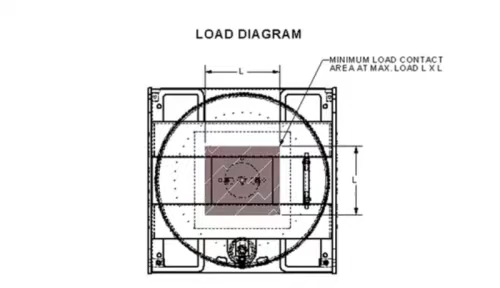 LOAD DIAGRAM
L
MINIMUM LOAD CONTACT
AREA AT MAX. LOAD L X L
L